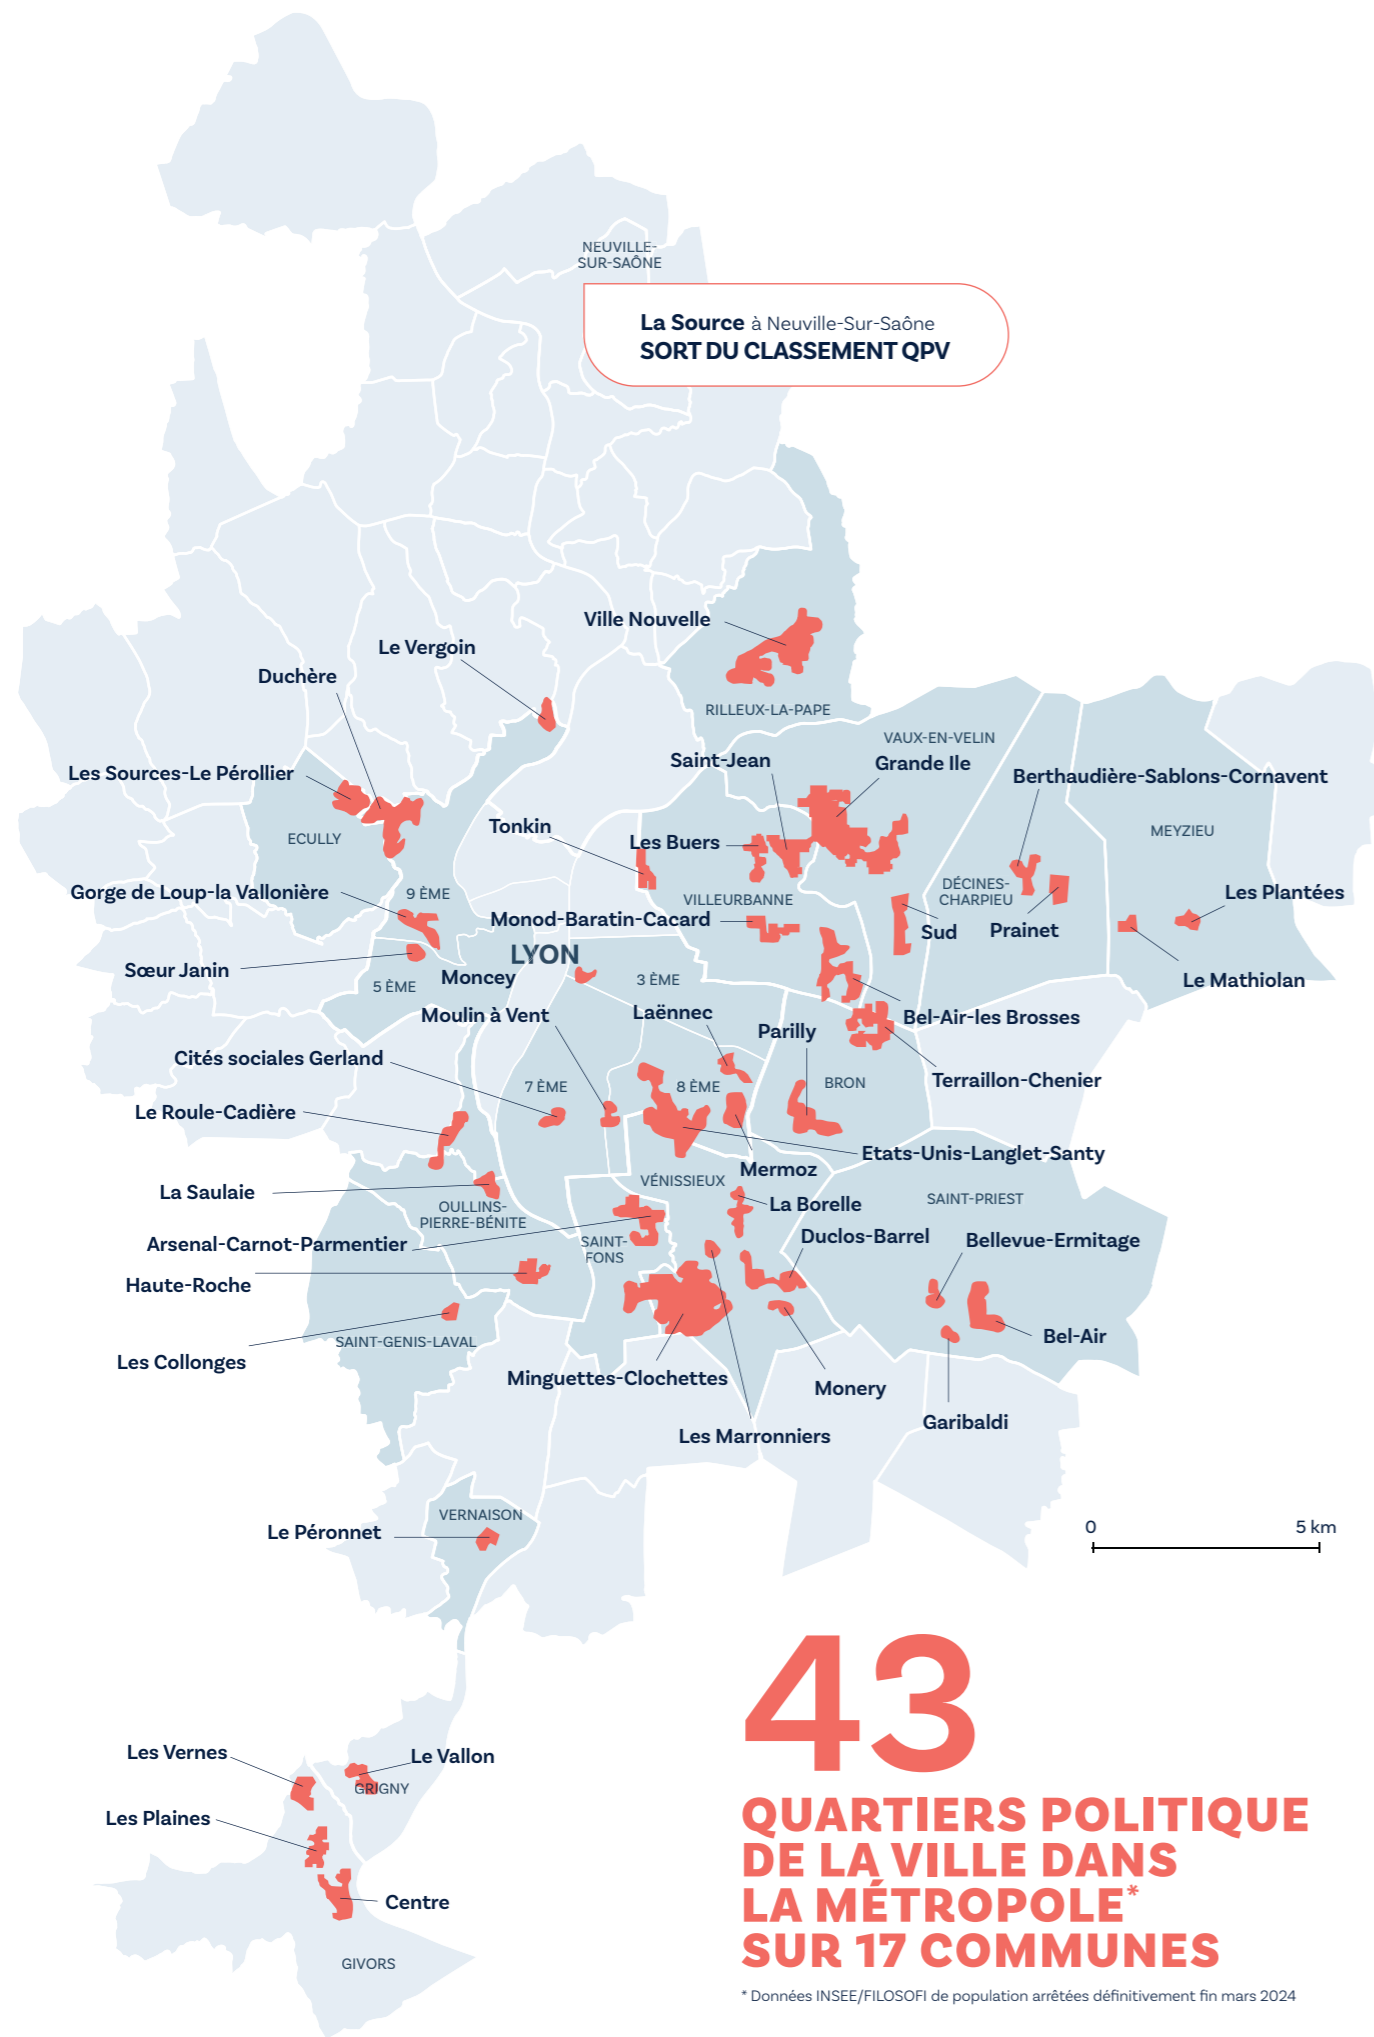 NEUVILLE-
SUR-SAÔNE
La Source à Neuville-Sur-Saône
SORT DU CLASSEMENT QPV
Ville Nouvelle
Le Vergoin
Duchère
RILLEUX-LA-PAPE
VAUX-EN-VELIN
Saint-Jean
Grande Ile
Les Sources-Le Pérollier
Berthaudière-Sablons-Cornavent
Tonkin
MEYZIEU
ECULLY
Les Buers
Gorge de Loup-la Vallonière
9 ÈME
DÉCINES-
CHARPIEU
Les Plantées
VILLEURBANNE
Monod-Baratin-Cacard
Sud
Prainet
LYON
Sœur Janin
Moncey
3 ÈME
Le Mathiolan
5 ÈME
Moulin à Vent
Laënnec
Bel-Air-les Brosses
Parilly
Cités sociales Gerland
Terraillon-Chenier
7 ÈME
8 ÈME
BRON
Le Roule-Cadière
Etats-Unis-Langlet-Santy
Mermoz
VÉNISSIEUX
La Saulaie
SAINT-PRIEST
La Borelle
OULLINS-
PIERRE-BÉNITE
Arsenal-Carnot-Parmentier
SAINT-
FONS
Duclos-Barrel
Bellevue-Ermitage
Haute-Roche
Bel-Air
SAINT-GENIS-LAVAL
Les Collonges
Minguettes-Clochettes
Monery
Garibaldi
Les Marronniers
VERNAISON
Le Péronnet
0
5 km
Les Vernes
Le Vallon
GRIGNY
Les Plaines
Centre
GIVORS
43
QUARTIERS POLITIQUE
DE LA VILLE DANS
LA MÉTROPOLE*
SUR 17 COMMUNES
* Données INSEE/FILOSOFI de population arrêtées définitivement fin mars 2024